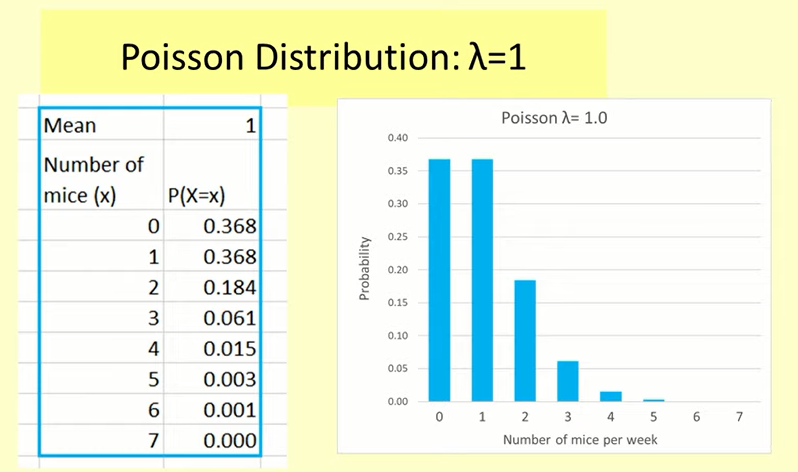 Poisson Distribution: λ=1
Mean 1
Number of
mice (x) P(X=x)
0 0.368
1 0.368
2 0.184
3 0.061
4 0.015
5 0.003
6 0.001
7 0.000
Poisson λ= 1.0
Probability
0.40
0.35
0.30
0.25
0.20
0.15
0.10
0.05
0.00
0 1 2 3 4 5 6 7
Number of mice per week